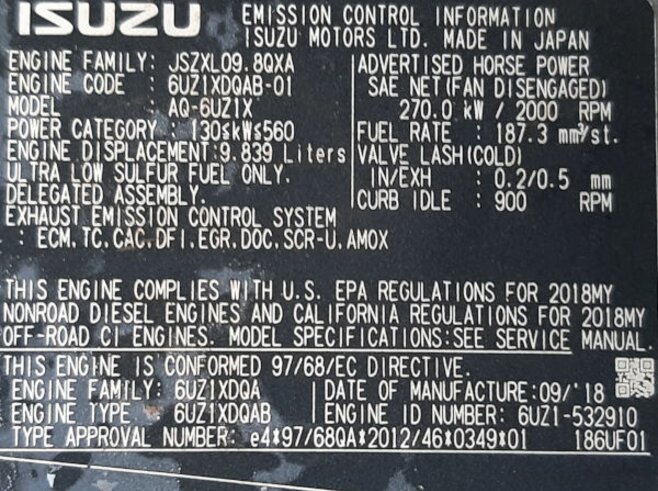 ISUZU EMISSION CONTROL INFORMATION
ISUZU MOTORS LTD. MADE IN JAPAN
ENGINE FAMILY: JSZXL09.8QXA
ENGINE CODE : 6UZ1XDQAB-01
MODEL : AQ-6UZ1X
POWER CATEGORY : 130≤kW≤560
ENGINE DISPLACEMENT:9.839 Liters
ULTRA LOW SULFUR FUEL ONLY.
DELEGATED ASSEMBLY.
EXHAUST EMISSION CONTROL SYSTEM
: ECM.TC.CAC.DFI.EGR.DOC.SCR-U.AMOX
ADVERTISED HORSE POWER
SAE NET(FAN DISENGAGED)
270.0 kW / 2000 RPM
FUEL RATE : 187.3 mm³/st.
VALVE LASH(COLD)
IN/EXH : 0.2/0.5 mm
CURB IDLE : 900 RPM
THIS ENGINE COMPLIES WITH U.S. EPA REGULATIONS FOR 2018MY
NONROAD DIESEL ENGINES AND CALIFORNIA REGULATIONS FOR 2018MY
OFF-ROAD CI ENGINES. MODEL SPECIFICATIONS:SEE SERVICE MANUAL.
THIS ENGINE IS CONFORMED 97/68/EC DIRECTIVE.
ENGINE FAMILY: 6UZ1XDQA
ENGINE TYPE : 6UZ1XDQAB
DATE OF MANUFACTURE:09/'18
ENGINE ID NUMBER: 6UZ1-532910
TYPE APPROVAL NUMBER: e4*97/68QA*2012/46*0349*01 186UF01